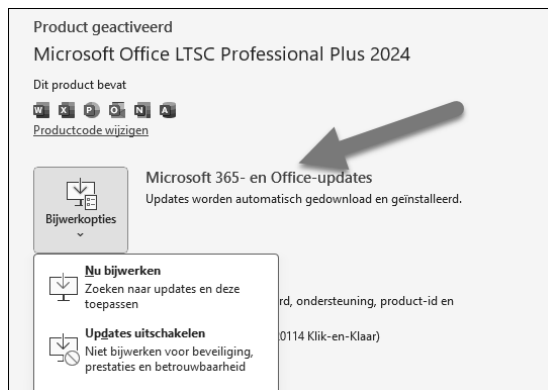 Product geactiveerd
Microsoft Office LTSC Professional Plus 2024
Dit product bevat
W X P O N A
Productcode wijzigen
Microsoft 365- en Office-updates
Updates worden automatisch gedownload en geïnstalleerd.
Bijwerkopties
Nu bijwerken
Zoeken naar updates en deze
toepassen
rd, ondersteuning, product-id en
Updates uitschakelen
0114 Klik-en-Klaar)
Niet bijwerken voor beveiliging,
prestaties en betrouwbaarheid